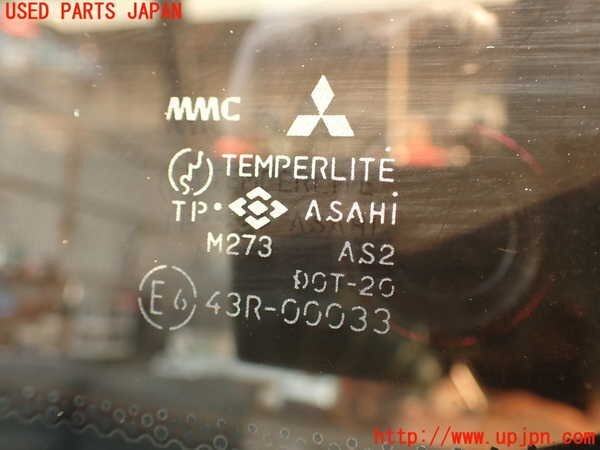 USED PARTS JAPAN
MMC
TEMPERLITE
TP• ASAHi
M273 AS2
DOT-20
E6 43R-00033
http://www.upjpn.com/